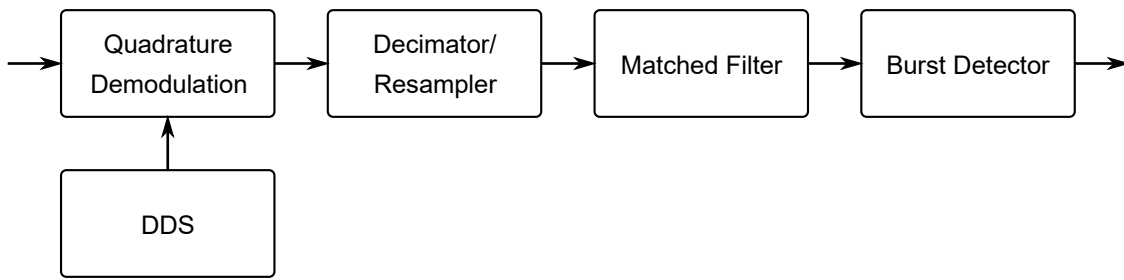 Quadrature
Demodulation
Decimator/
Resampler
Matched Filter
Burst Detector
DDS